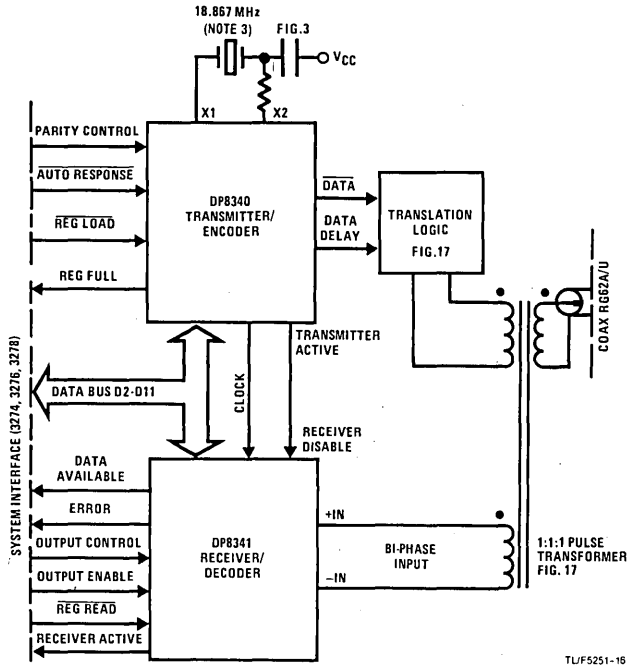 18.867 MHz
(NOTE 3)
FIG.3
VCC
X1
X2
PARITY CONTROL
AUTO RESPONSE
REG LOAD
REG FULL
DP8340
TRANSMITTER/
ENCODER
DATA
DATA
DELAY
TRANSLATION
LOGIC
FIG.17
COAX RG62A/U
TRANSMITTER
ACTIVE
SYSTEM INTERFACE (3274, 3276, 3278)
DATA BUS D2-D11
CLOCK
RECEIVER
DISABLE
DATA
AVAILABLE
ERROR
OUTPUT CONTROL
OUTPUT ENABLE
REG READ
RECEIVER ACTIVE
DP8341
RECEIVER/
DECODER
+IN
BI-PHASE
INPUT
–IN
1:1:1 PULSE
TRANSFORMER
FIG. 17
TL/F5251-16